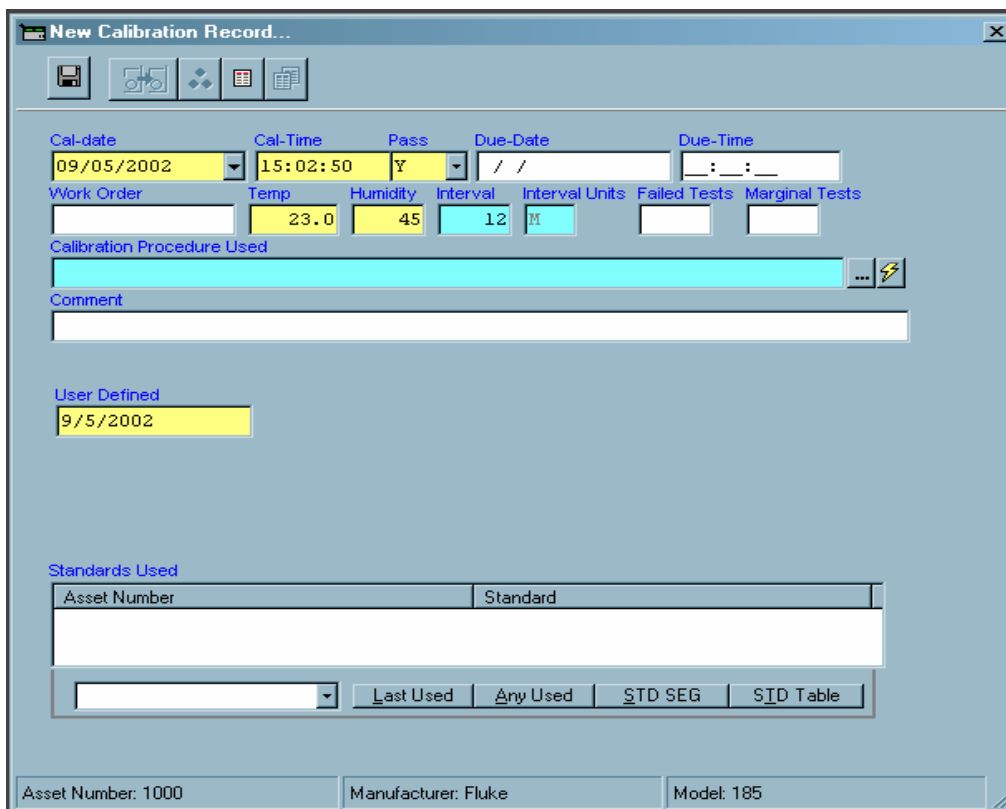 New Calibration Record...
Cal-date Cal-Time Pass Due-Date Due-Time
09/05/2002 15:02:50 Y / / __:__:__
Work Order Temp Humidity Interval Interval Units Failed Tests Marginal Tests
23.0 45 12 M
Calibration Procedure Used
...
Comment
User Defined
9/5/2002
Standards Used
Asset Number Standard
Last Used Any Used STD SEG STD Table
Asset Number: 1000 Manufacturer: Fluke Model: 185